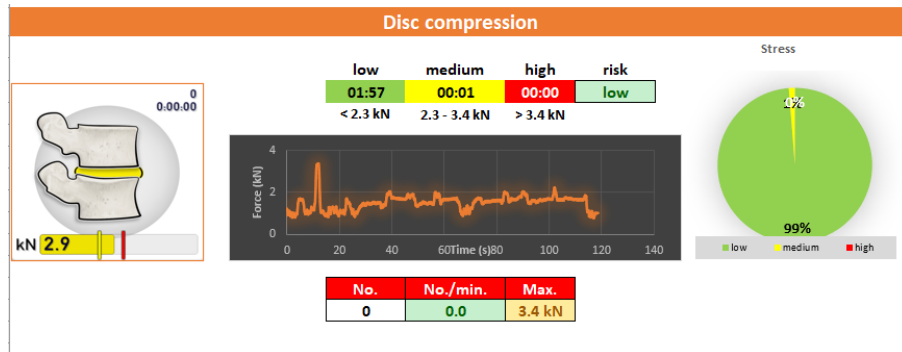 Disc compression
Stress
low medium high risk
01:57 00:01 00:00 low
< 2.3 kN 2.3 - 3.4 kN > 3.4 kN
0
0:00:00
kN 2.9
4
2
0
Force (kN)
0 20 40 60 80 100 120 140
Time (s)
0%
99%
low medium high
No. No./min. Max.
0 0.0 3.4 kN